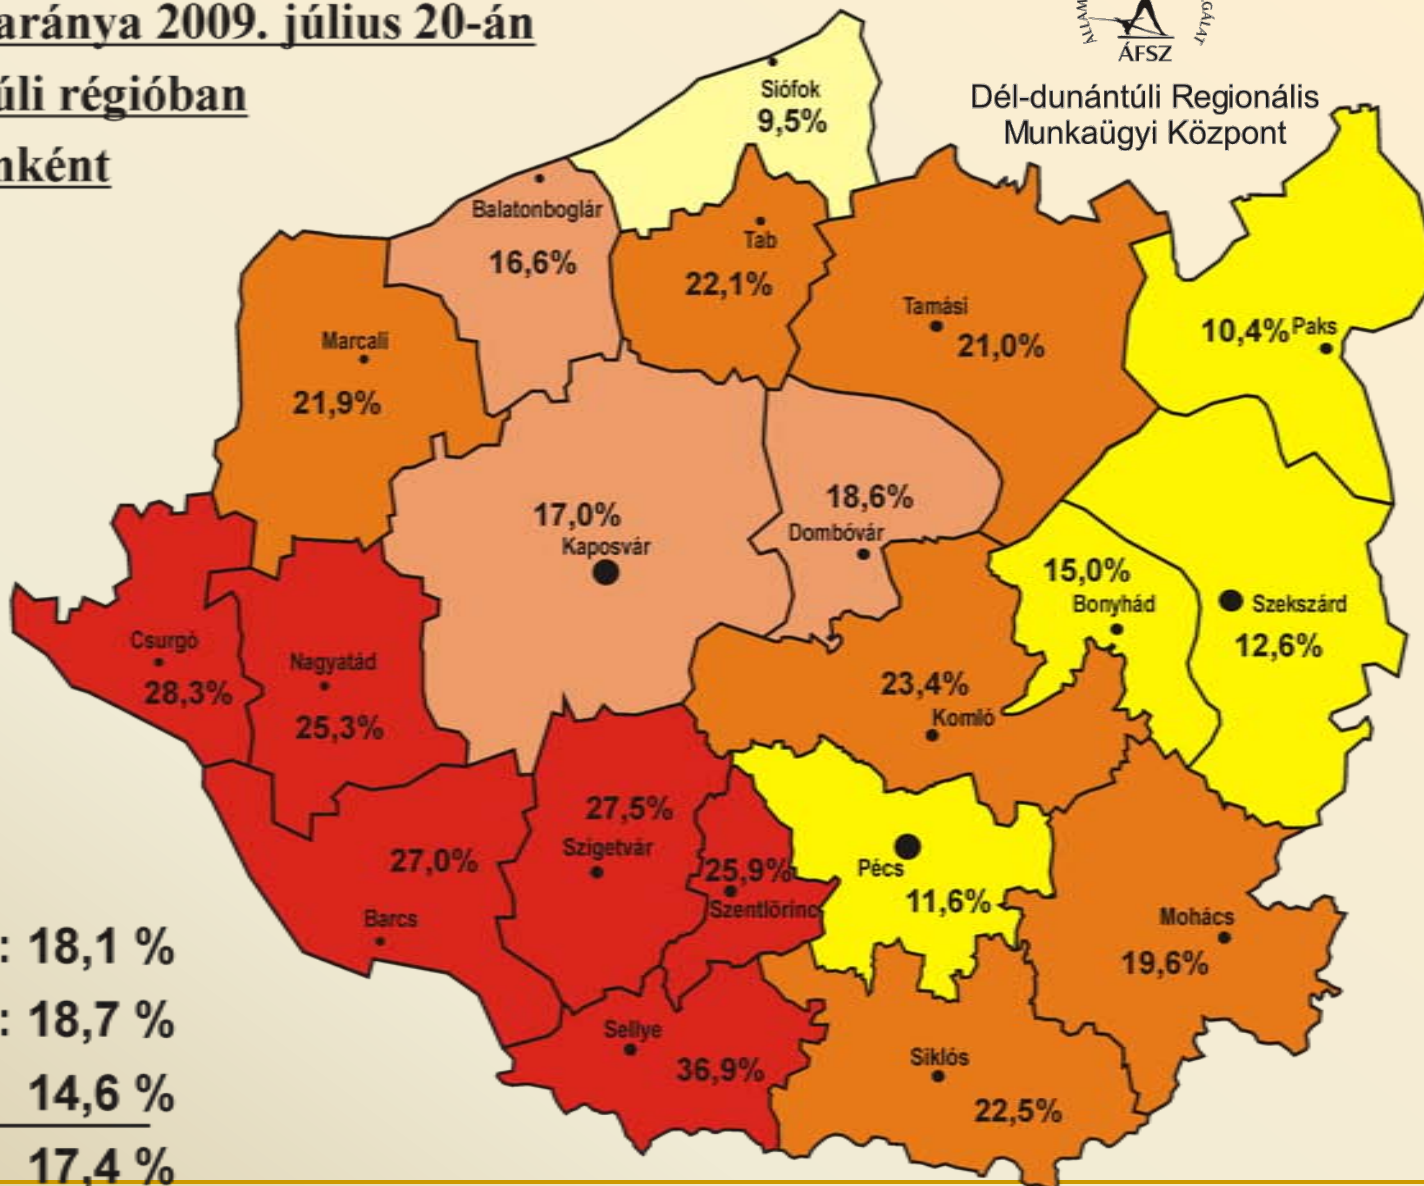 aránya 2009. július 20-án
úli régióban
nként
ÁFSZ
Dél-dunántúli Regionális
Munkaügyi Központ
Siófok
9,5%
Balatonboglár
16,6%
Tab
22,1%
Tamási
21,0%
10,4% Paks
Marcali
21,9%
17,0%
Kaposvár
18,6%
Dombóvár
15,0%
Bonyhád
Szekszárd
12,6%
Csurgó
28,3%
Nagyatád
25,3%
23,4%
Komló
27,5%
Szigetvár
27,0%
Barcs
25,9%
Szentlőrinc
Pécs
11,6%
Mohács
19,6%
Sellye
36,9%
Siklós
22,5%
: 18,1 %
: 18,7 %
14,6 %
17,4 %